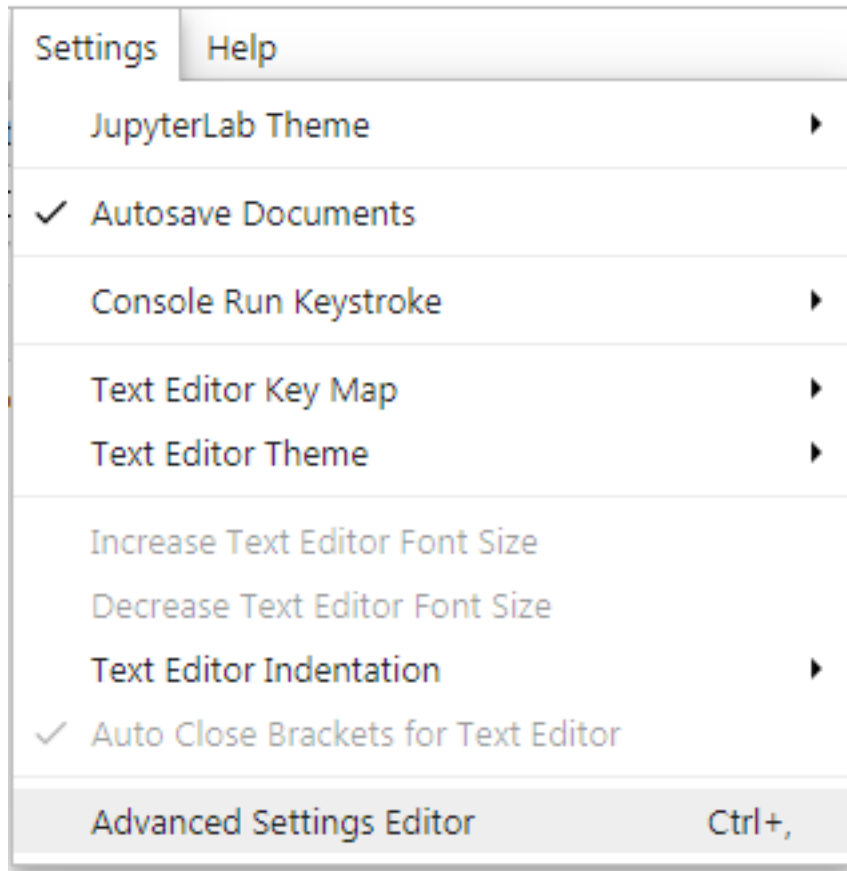 Settings Help
JupyterLab Theme
Autosave Documents
Console Run Keystroke
Text Editor Key Map
Text Editor Theme
Increase Text Editor Font Size
Decrease Text Editor Font Size
Text Editor Indentation
Auto Close Brackets for Text Editor
Advanced Settings Editor Ctrl+,